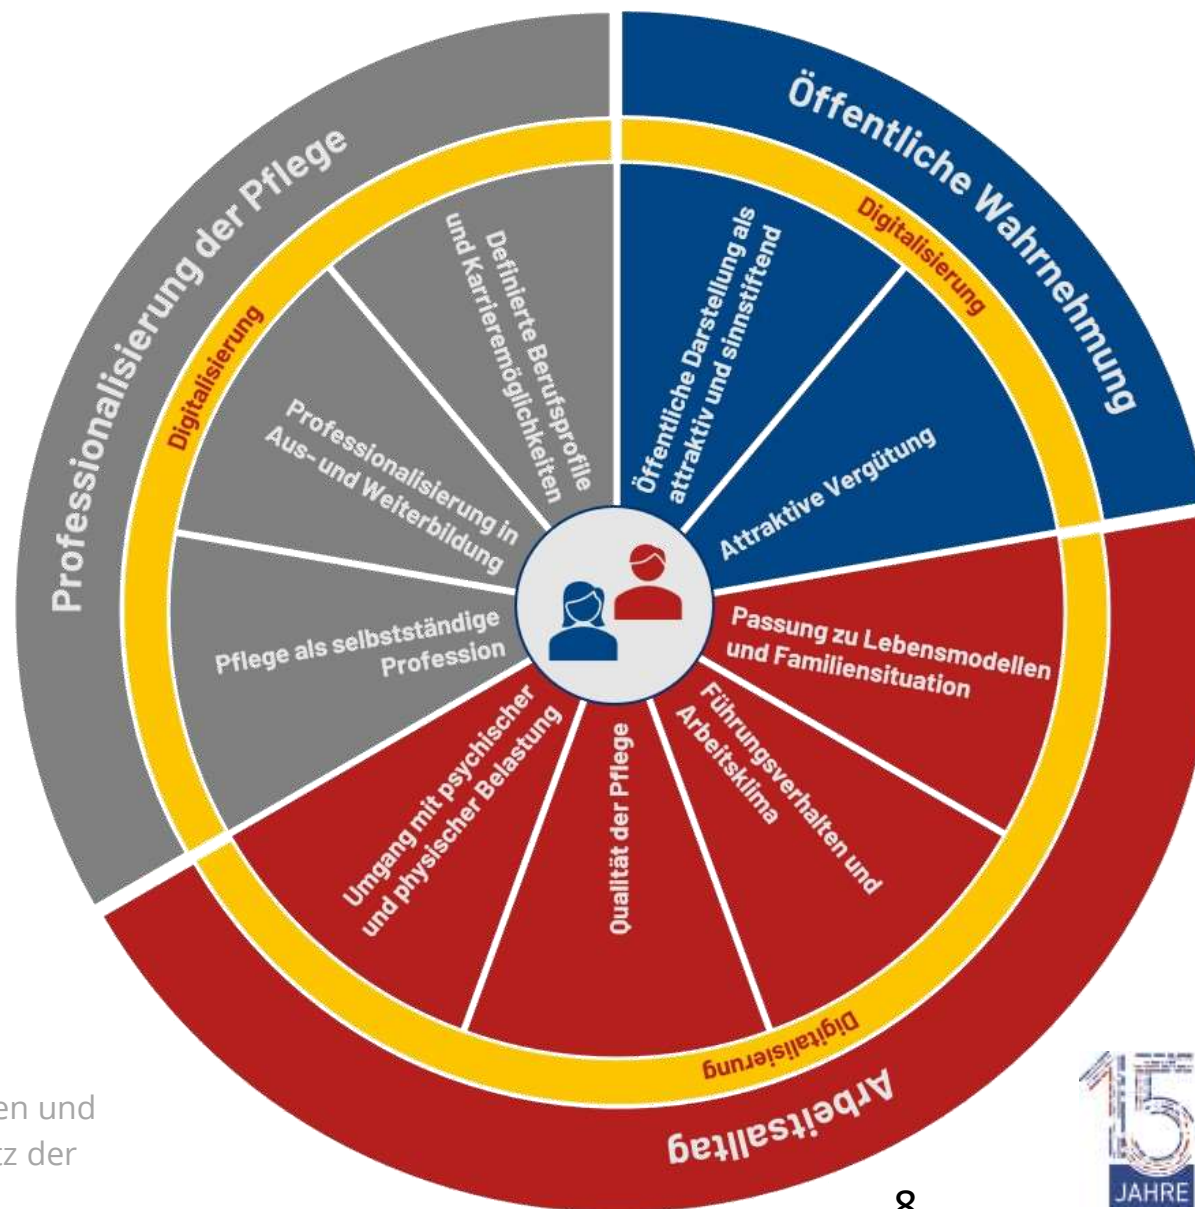 Professionalisierung der Pflege
Öffentliche Wahrnehmung
Digitalisierung
Digitalisierung
Definierte Berufsprofile
und Karrieremöglichkeiten
Öffentliche Darstellung als
attraktiv und sinnstiftend
Professionalisierung in
Aus- und Weiterbildung
Attraktive Vergütung
Pflege als selbstständige
Profession
Passung zu Lebensmodellen
und Familiensituation
Umgang mit psychischer
und physischer Belastung
Qualität der Pflege
Führungsverhalten und
Arbeitsklima
Digitalisierung
Arbeitsalltag
en und
tz der
8
15
JAHRE